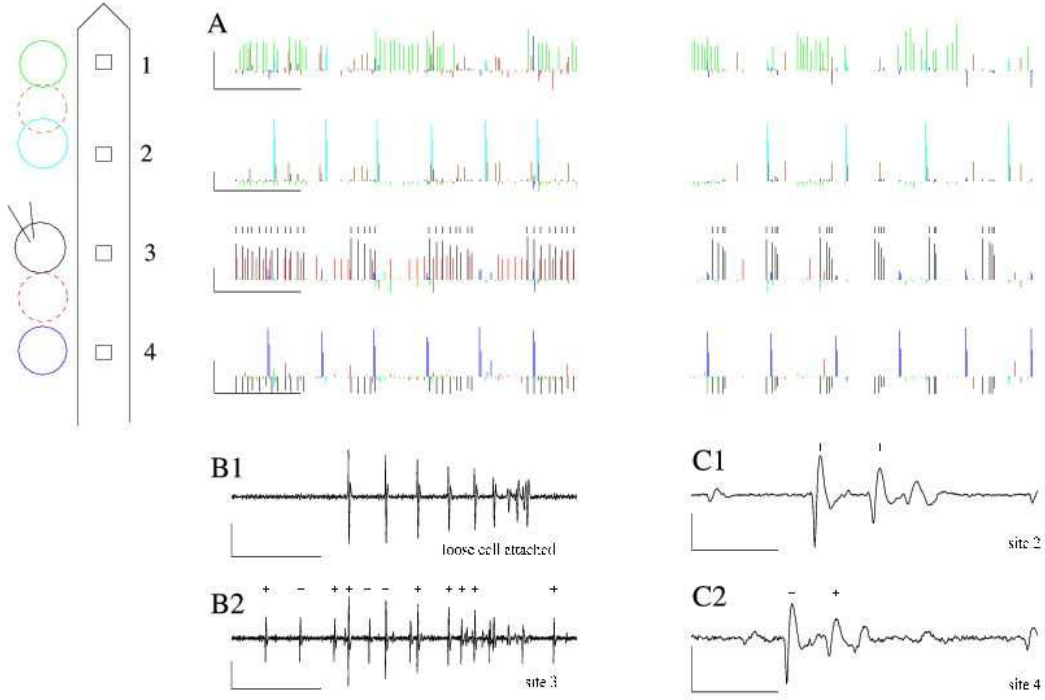 A
1
2
3
4
B1
loose cell attached
C1
site 2
B2
+ − + + − − + + + + +
site 3
C2
− +
site 4